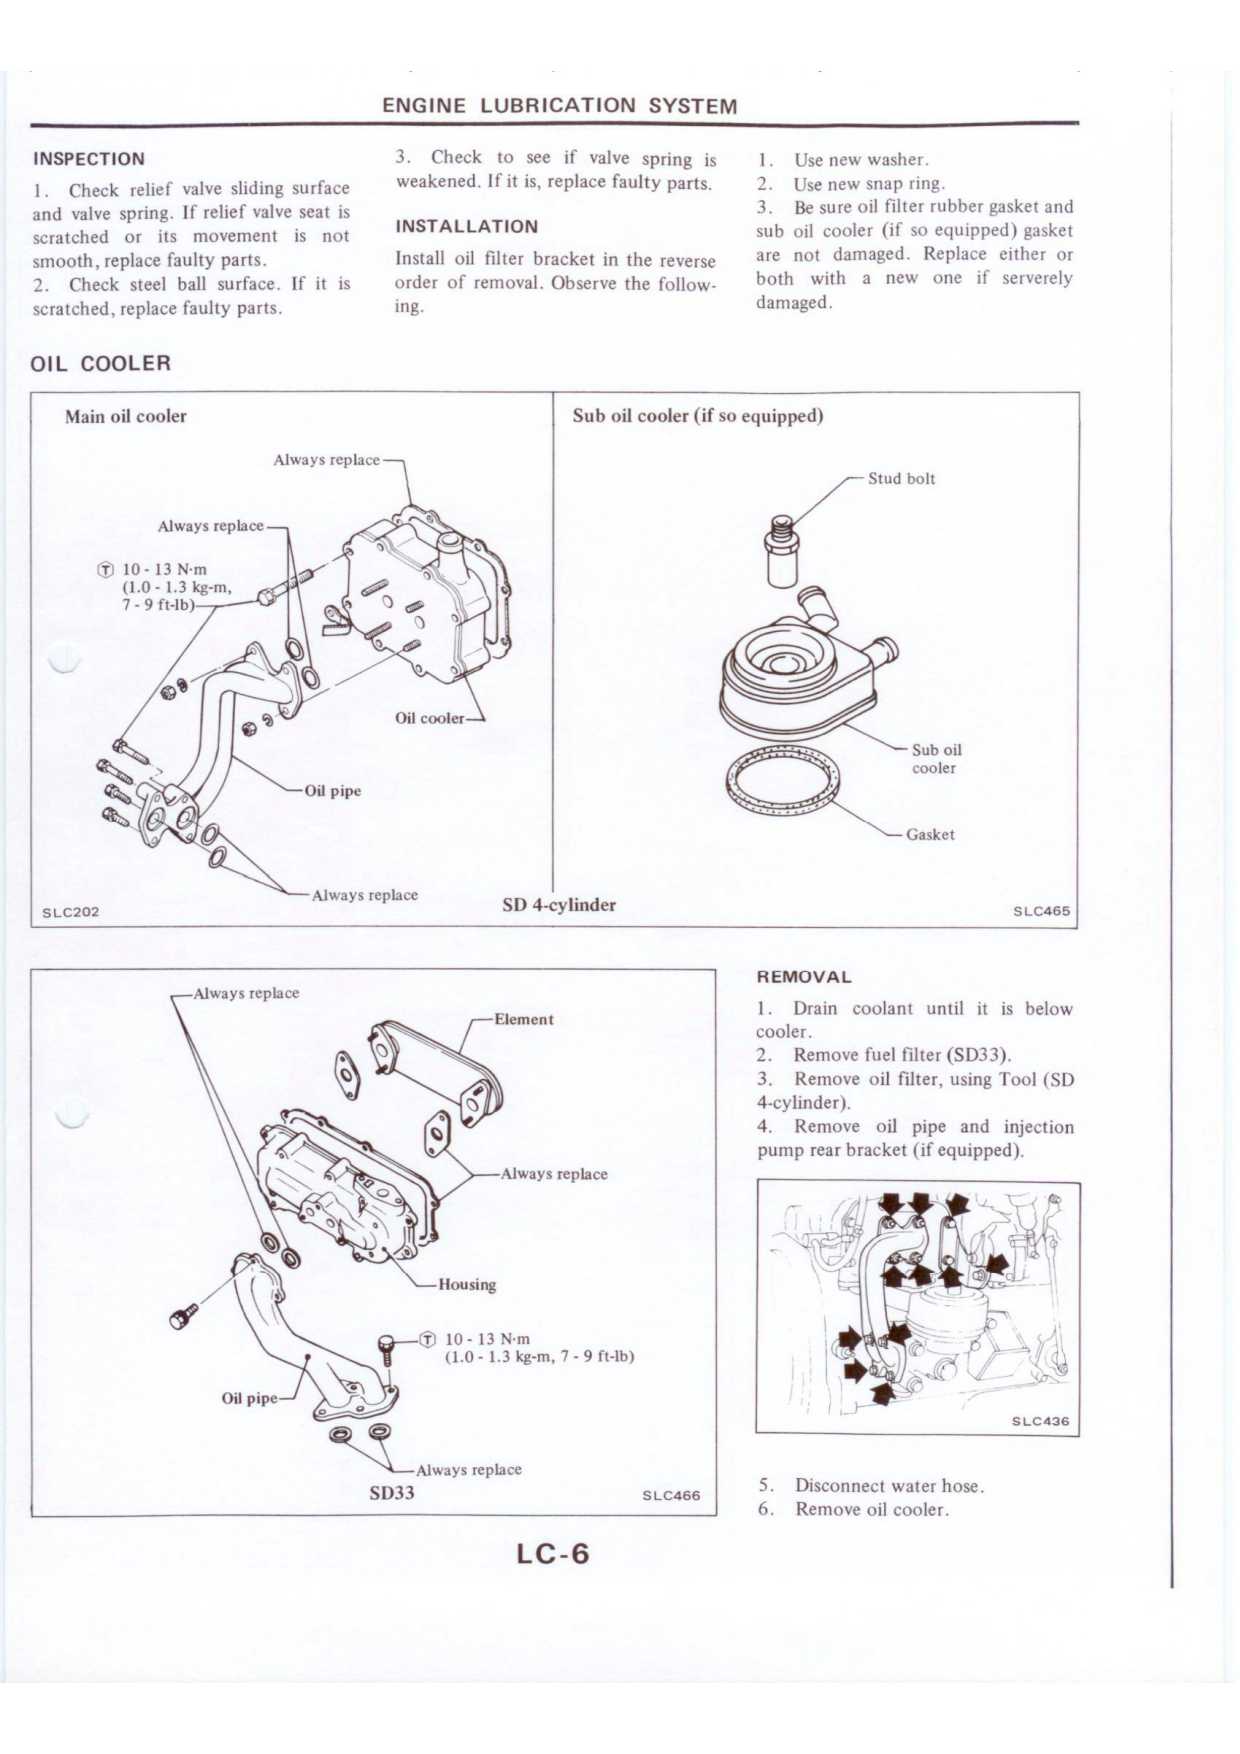 ENGINE LUBRICATION SYSTEM
INSPECTION
1. Check relief valve sliding surface
and valve spring. If relief valve seat is
scratched or its movement is not
smooth, replace faulty parts.
2. Check steel ball surface. If it is
scratched, replace faulty parts.
3. Check to see if valve spring is
weakened. If it is, replace faulty parts.
INSTALLATION
Install oil filter bracket in the reverse
order of removal. Observe the follow-
ing.
1. Use new washer.
2. Use new snap ring.
3. Be sure oil filter rubber gasket and
sub oil cooler (if so equipped) gasket
are not damaged. Replace either or
both with a new one if serverely
damaged.
OIL COOLER
Main oil cooler
Always replace
Always replace
Ⓣ 10 - 13 N·m
(1.0 - 1.3 kg-m,
7 - 9 ft-lb)
Oil cooler
Oil pipe
Always replace
SLC202
Sub oil cooler (if so equipped)
Stud bolt
Sub oil
cooler
Gasket
SD 4-cylinder
SLC465
Always replace
Element
Always replace
Housing
Ⓣ 10 - 13 N·m
(1.0 - 1.3 kg-m, 7 - 9 ft-lb)
Oil pipe
Always replace
SD33
SLC466
REMOVAL
1. Drain coolant until it is below
cooler.
2. Remove fuel filter (SD33).
3. Remove oil filter, using Tool (SD
4-cylinder).
4. Remove oil pipe and injection
pump rear bracket (if equipped).
SLC436
5. Disconnect water hose.
6. Remove oil cooler.
LC-6